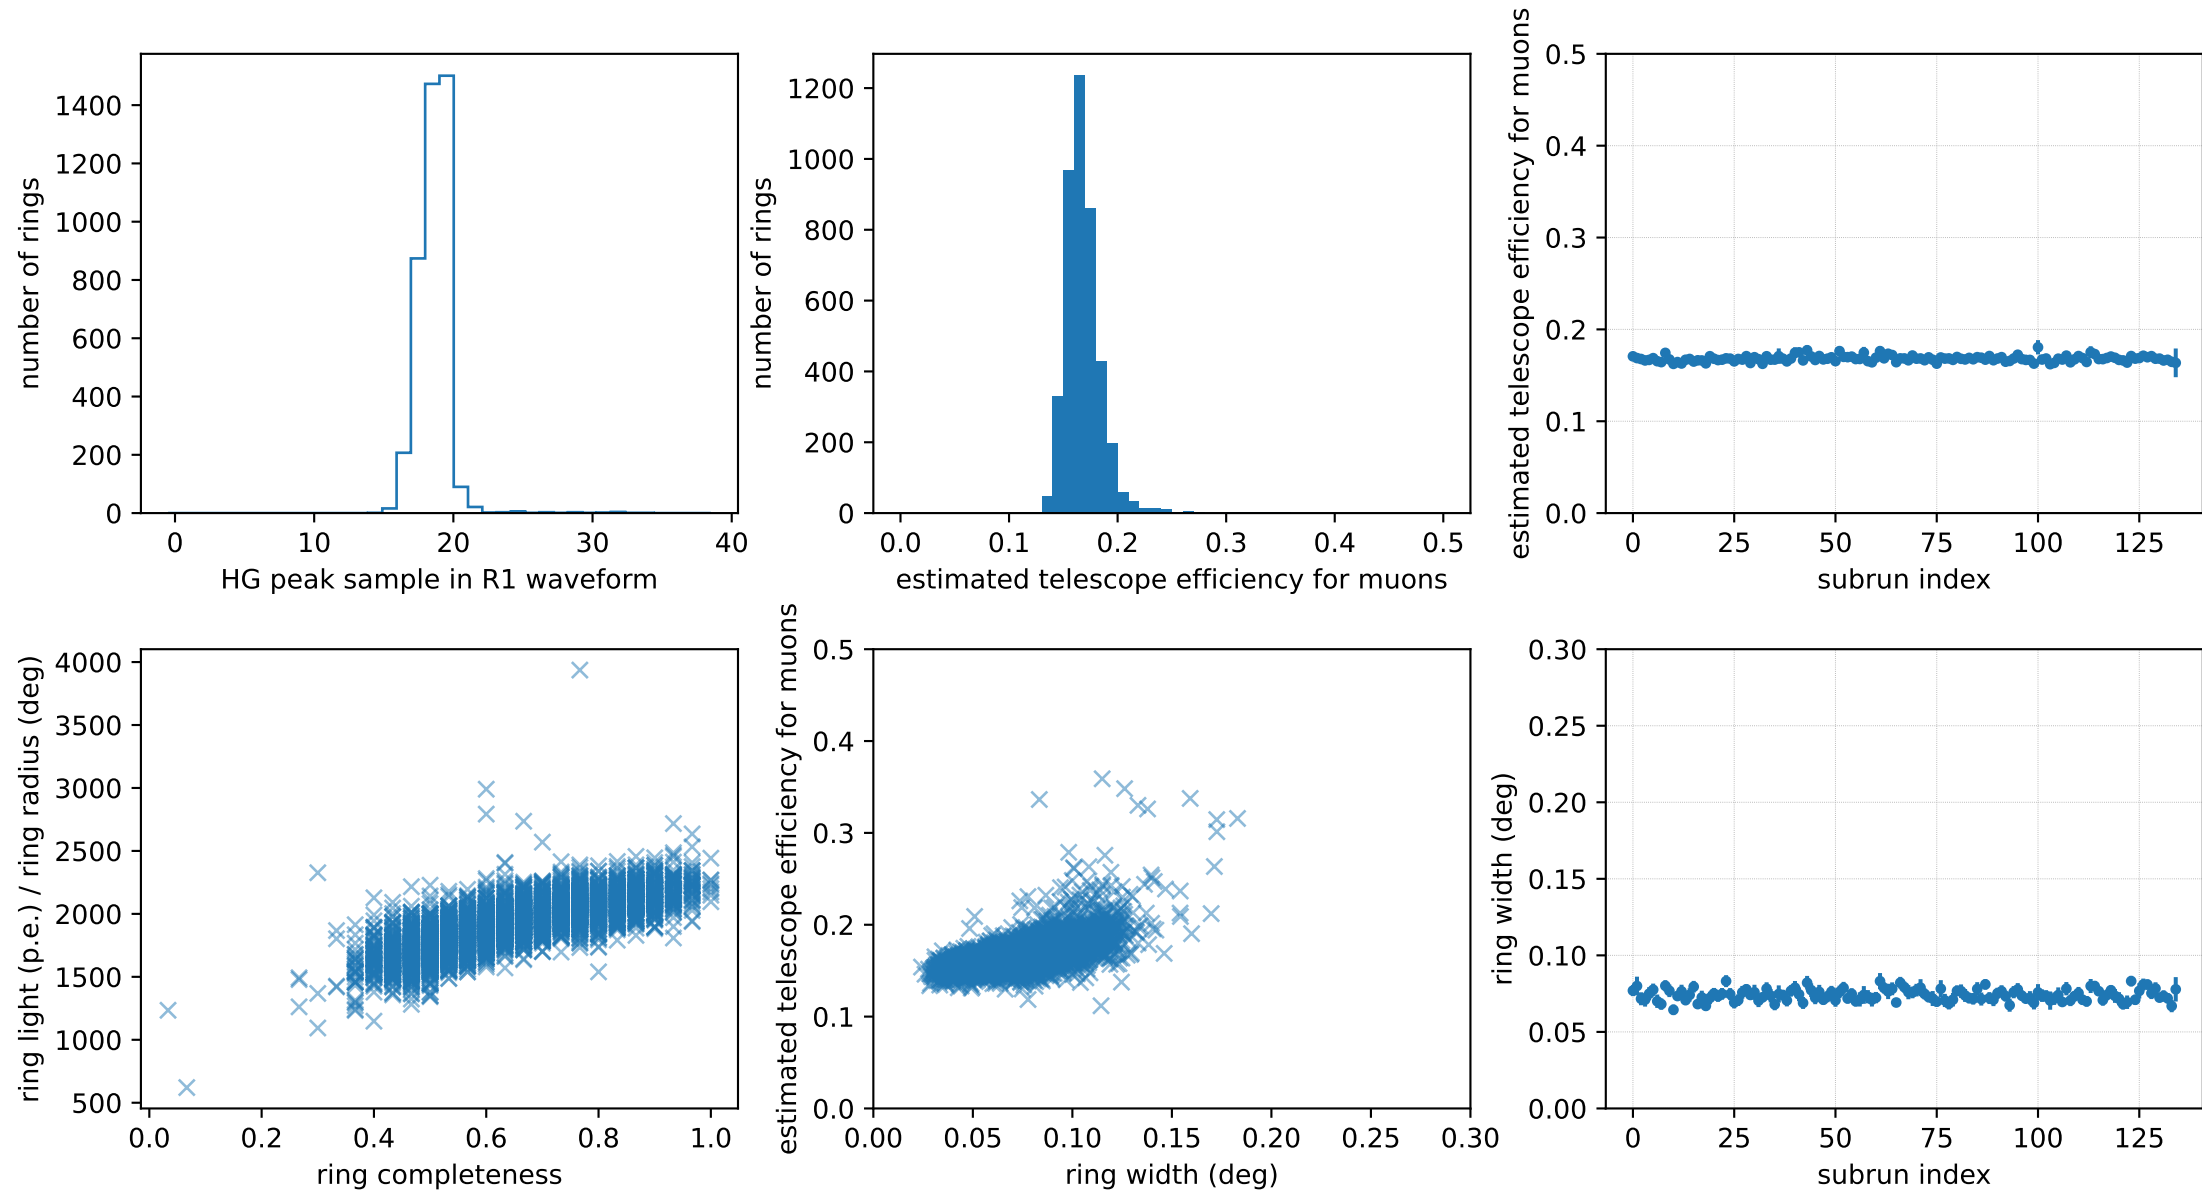 number of rings
1400
1200
1000
800
600
400
200
0
0 10 20 30 40
HG peak sample in R1 waveform
number of rings
1200
1000
800
600
400
200
0
0.0 0.1 0.2 0.3 0.4 0.5
estimated telescope efficiency for muons
estimated telescope efficiency for muons
0.5
0.4
0.3
0.2
0.1
0.0
0 25 50 75 100 125
subrun index
ring light (p.e.) / ring radius (deg)
4000
3500
3000
2500
2000
1500
1000
500
0.0 0.2 0.4 0.6 0.8 1.0
ring completeness
estimated telescope efficiency for muons
0.5
0.4
0.3
0.2
0.1
0.0
0.00 0.05 0.10 0.15 0.20 0.25 0.30
ring width (deg)
ring width (deg)
0.30
0.25
0.20
0.15
0.10
0.05
0.00
0 25 50 75 100 125
subrun index